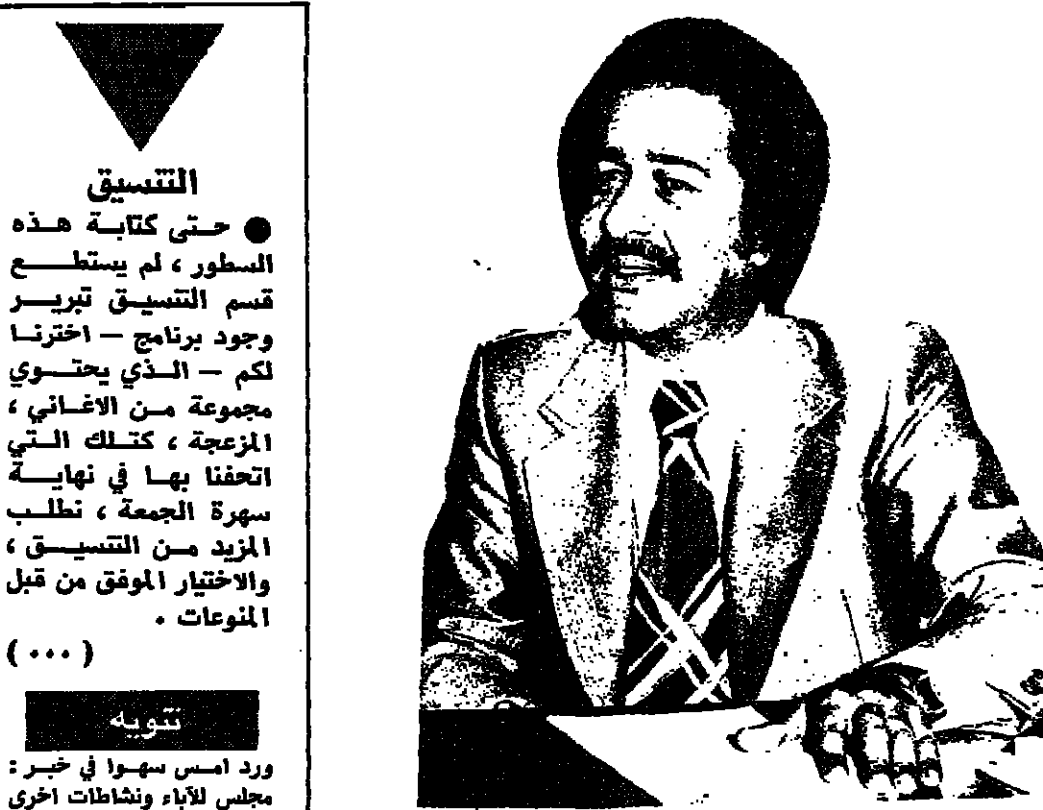 التنسيق
● حتى كتابة هذه
السطور ، لم يستطع
قسم التنسيق تبرير
وجود برنامج — اخترنا
لكم — الذي يحتوي
مجموعة من الاغاني ،
المزعجة ، كتلك التي
اتحفنا بها في نهاية
سهرة الجمعة ، نطلب
المزيد من التنسيق ،
والاختيار الموفق من قبل
المنوعات .
( ... )
تنويه
ورد امس سهوا في خبر :
مجلس للآباء ونشاطات اخرى